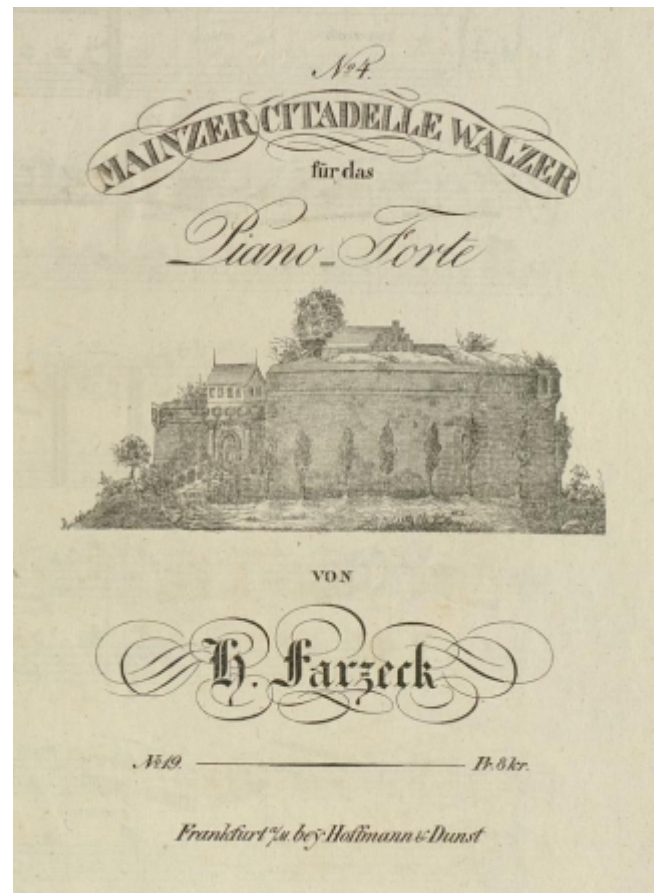 No 4.
MAINZER CITADELLE WALZER
für das
Piano-Forte
VON
H. Farzeck
No 19. Pr. 8 kr.
Frankfurt a/M. bey Hoffmann & Dunst